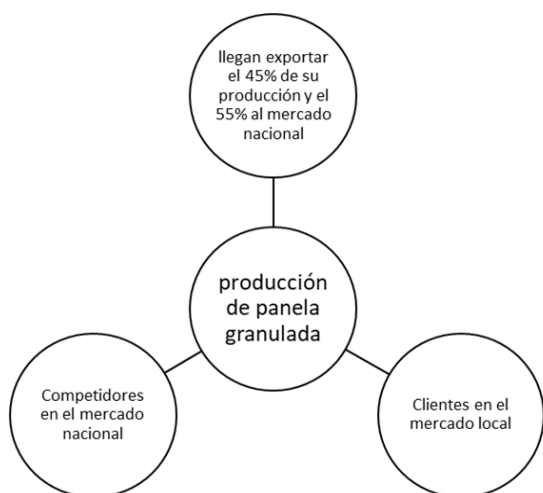 llegan exportar
el 45% de su
producción y el
55% al mercado
nacional
producción
de panela
granulada
Competidores
en el mercado
nacional
Clientes en el
mercado local